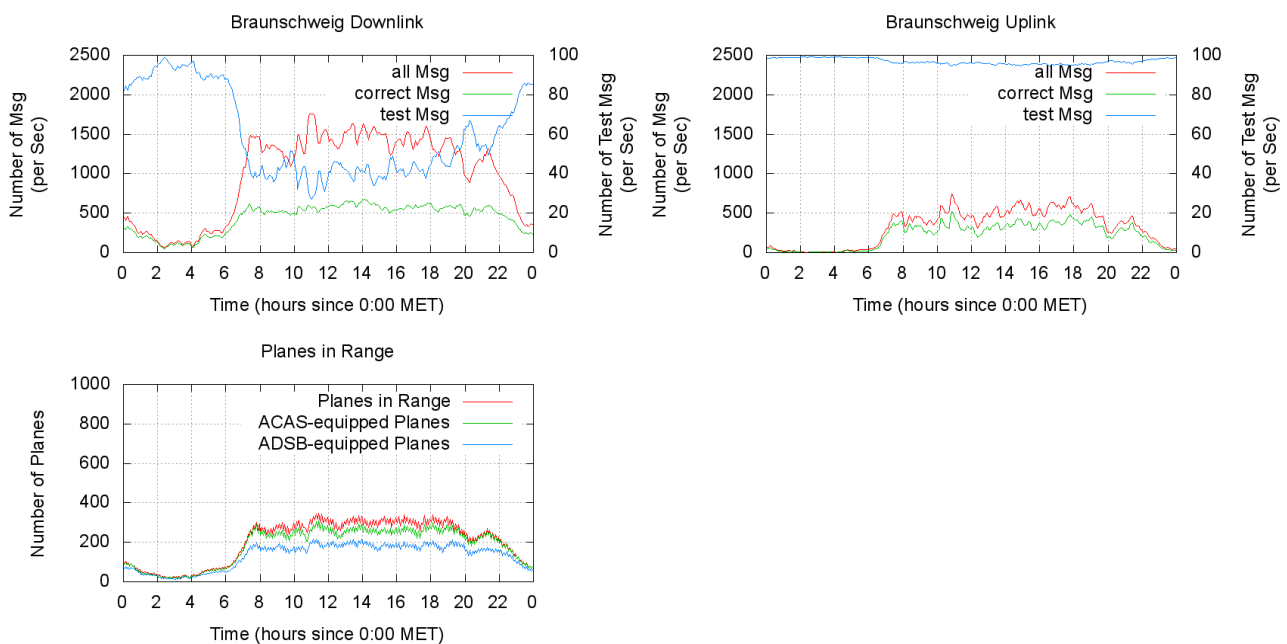 Braunschweig Downlink
Number of Msg
(per Sec)
2500
2000
1500
1000
500
0
all Msg
correct Msg
test Msg
100
80
60
40
20
0
Number of Test Msg
(per Sec)
0 2 4 6 8 10 12 14 16 18 20 22 0
Time (hours since 0:00 MET)
Braunschweig Uplink
Number of Msg
(per Sec)
2500
2000
1500
1000
500
0
all Msg
correct Msg
test Msg
100
80
60
40
20
0
Number of Test Msg
(per Sec)
0 2 4 6 8 10 12 14 16 18 20 22 0
Time (hours since 0:00 MET)
Planes in Range
Number of Planes
1000
800
600
400
200
0
Planes in Range
ACAS-equipped Planes
ADSB-equipped Planes
0 2 4 6 8 10 12 14 16 18 20 22 0
Time (hours since 0:00 MET)